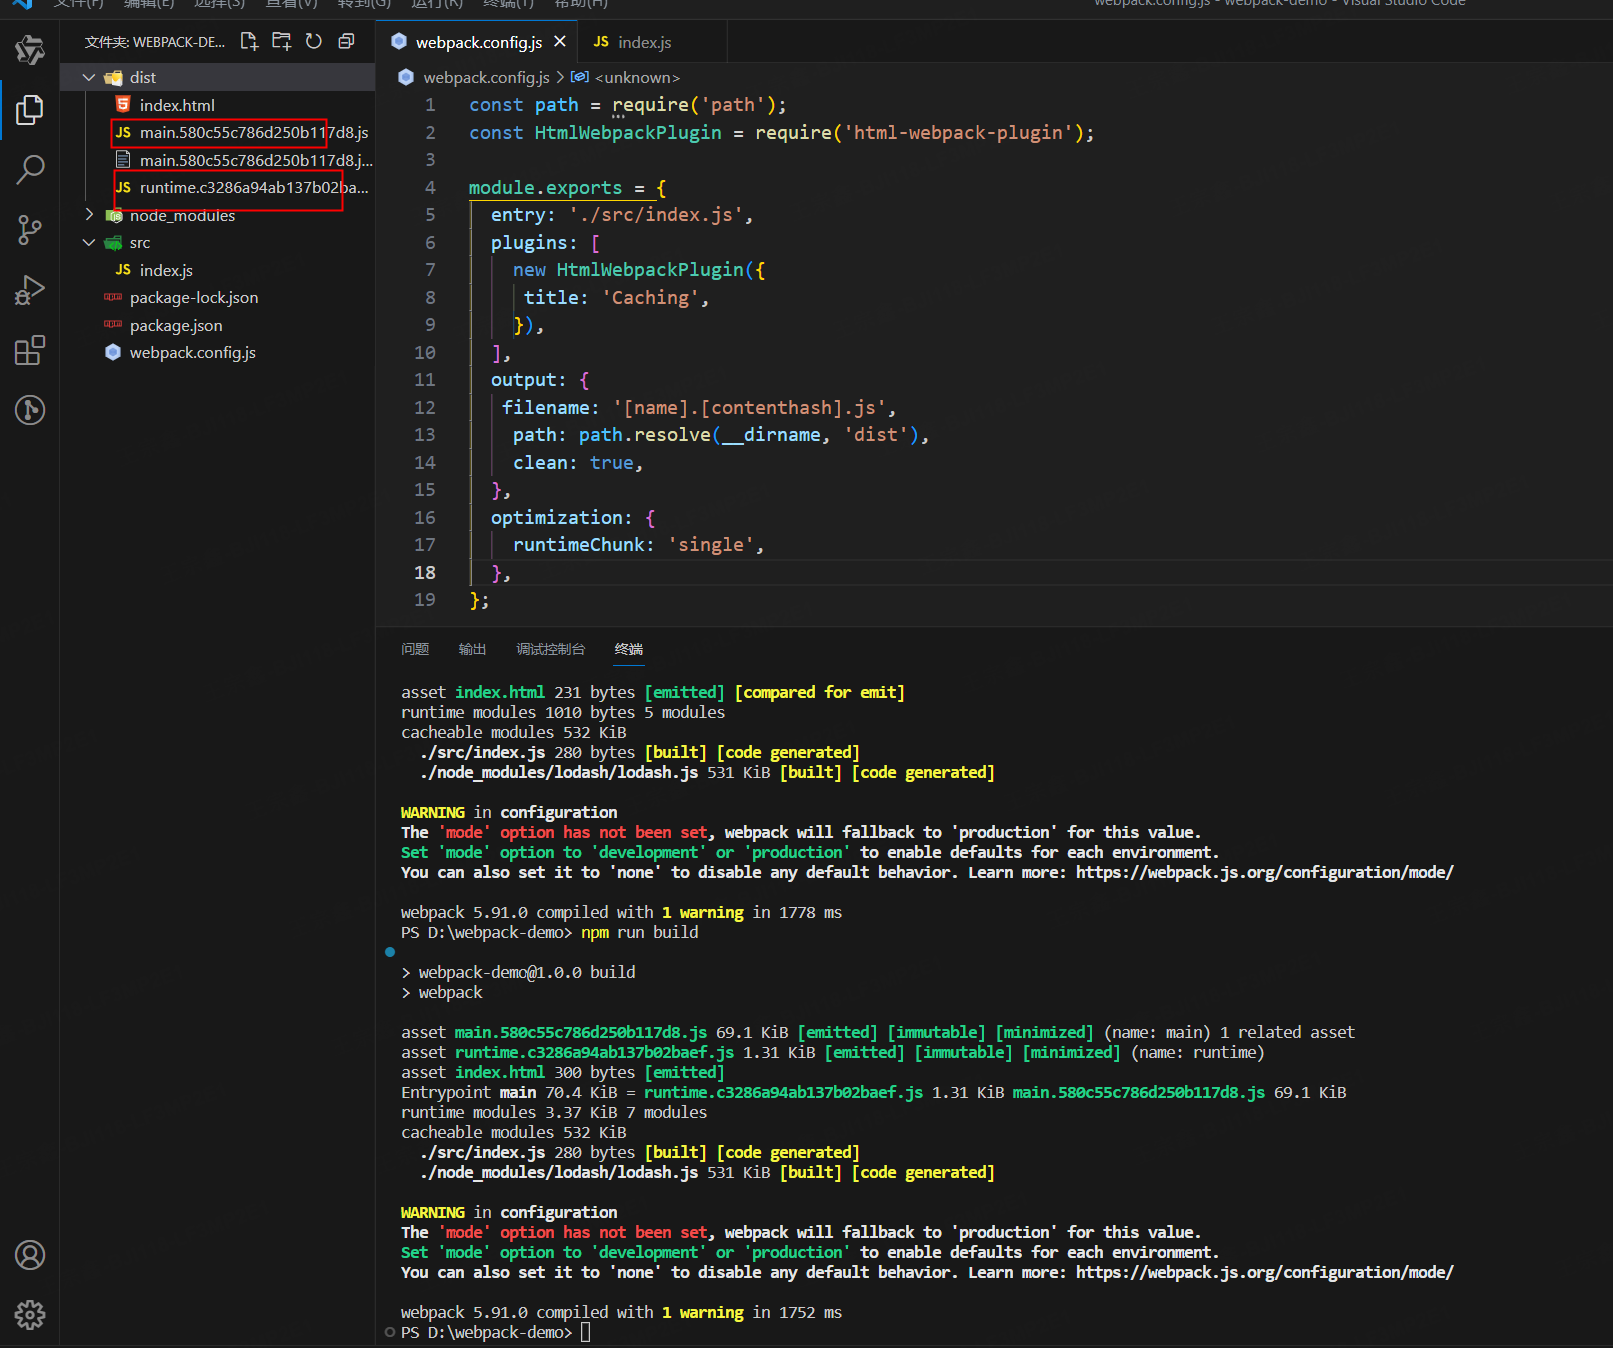 文件(F) 编辑(E) 选择(S) 查看(V) 转到(G) 运行(R) 终端(T) 帮助(H) webpack.config.js - webpack-demo - Visual Studio Code
文件夹: WEBPACK-DE...
dist
index.html
JS main.580c55c786d250b117d8.js
main.580c55c786d250b117d8.j...
JS runtime.c3286a94ab137b02ba...
node_modules
src
JS index.js
package-lock.json
package.json
webpack.config.js
webpack.config.js JS index.js
webpack.config.js > <unknown>
1 const path = require('path');
2 const HtmlWebpackPlugin = require('html-webpack-plugin');
3
4 module.exports = {
5 entry: './src/index.js',
6 plugins: [
7 new HtmlWebpackPlugin({
8 title: 'Caching',
9 }),
10 ],
11 output: {
12 filename: '[name].[contenthash].js',
13 path: path.resolve(__dirname, 'dist'),
14 clean: true,
15 },
16 optimization: {
17 runtimeChunk: 'single',
18 },
19 };
问题 输出 调试控制台 终端
asset index.html 231 bytes [emitted] [compared for emit]
runtime modules 1010 bytes 5 modules
cacheable modules 532 KiB
./src/index.js 280 bytes [built] [code generated]
./node_modules/lodash/lodash.js 531 KiB [built] [code generated]
WARNING in configuration
The 'mode' option has not been set, webpack will fallback to 'production' for this value.
Set 'mode' option to 'development' or 'production' to enable defaults for each environment.
You can also set it to 'none' to disable any default behavior. Learn more: https://webpack.js.org/configuration/mode/
webpack 5.91.0 compiled with 1 warning in 1778 ms
PS D:\webpack-demo> npm run build
> webpack-demo@1.0.0 build
> webpack
asset main.580c55c786d250b117d8.js 69.1 KiB [emitted] [immutable] [minimized] (name: main) 1 related asset
asset runtime.c3286a94ab137b02baef.js 1.31 KiB [emitted] [immutable] [minimized] (name: runtime)
asset index.html 300 bytes [emitted]
Entrypoint main 70.4 KiB = runtime.c3286a94ab137b02baef.js 1.31 KiB main.580c55c786d250b117d8.js 69.1 KiB
runtime modules 3.37 KiB 7 modules
cacheable modules 532 KiB
./src/index.js 280 bytes [built] [code generated]
./node_modules/lodash/lodash.js 531 KiB [built] [code generated]
WARNING in configuration
The 'mode' option has not been set, webpack will fallback to 'production' for this value.
Set 'mode' option to 'development' or 'production' to enable defaults for each environment.
You can also set it to 'none' to disable any default behavior. Learn more: https://webpack.js.org/configuration/mode/
webpack 5.91.0 compiled with 1 warning in 1752 ms
PS D:\webpack-demo>